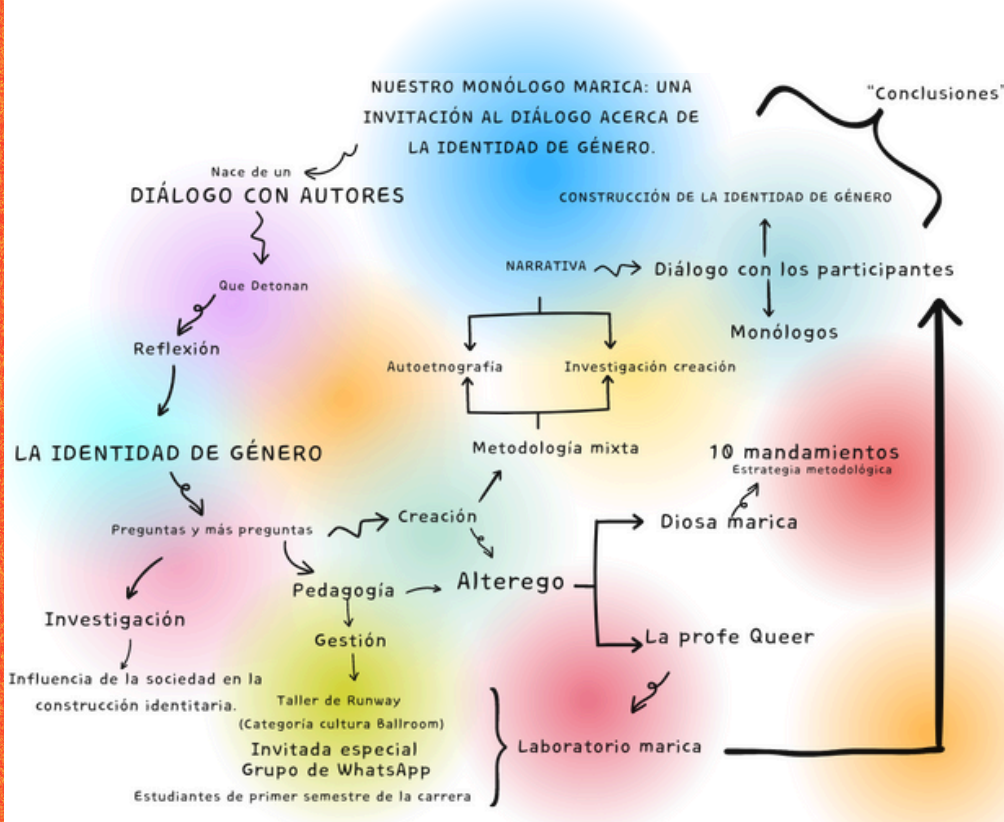 NUESTRO MONÓLOGO MARICA: UNA
INVITACIÓN AL DIÁLOGO ACERCA DE
LA IDENTIDAD DE GÉNERO.
"Conclusiones"
Nace de un
DIÁLOGO CON AUTORES
Que Detonan
Reflexión
LA IDENTIDAD DE GÉNERO
Preguntas y más preguntas
Investigación
Influencia de la sociedad en la
construcción identitaria.
Pedagogía
Gestión
Taller de Runway
(Categoría cultura Ballroom)
Invitada especial
Grupo de WhatsApp
Estudiantes de primer semestre de la carrera
Creación
Metodología mixta
Autoetnografía
Investigación creación
NARRATIVA
Diálogo con los participantes
CONSTRUCCIÓN DE LA IDENTIDAD DE GÉNERO
Monólogos
Alterego
Diosa marica
10 mandamientos
Estrategia metodológica
La profe Queer
Laboratorio marica